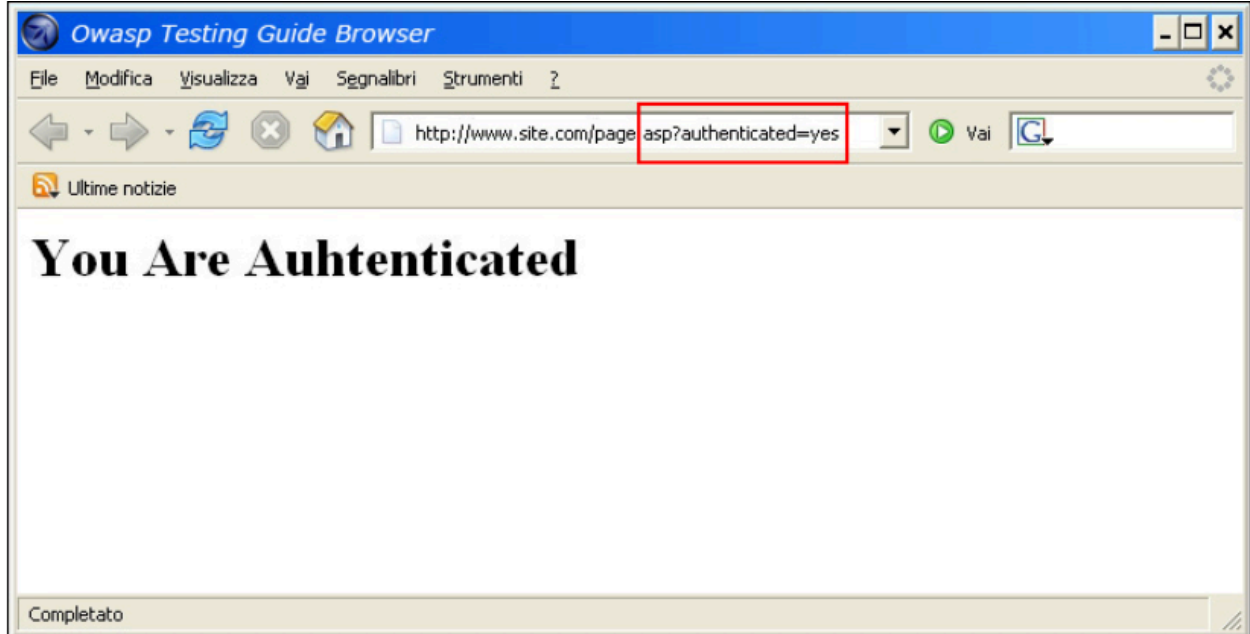 Owasp Testing Guide Browser
File Modifica Visualizza Vai Segnalibri Strumenti ?
http://www.site.com/page.asp?authenticated=yes Vai G
Ultime notizie
You Are Auhtenticated
Completato